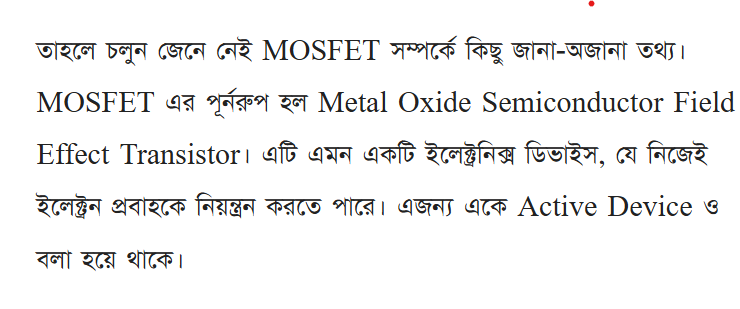 তাহলে চলুন জেনে নেই MOSFET সম্পর্কে কিছু জানা-অজানা তথ্য।
MOSFET এর পূর্নরুপ হল Metal Oxide Semiconductor Field
Effect Transistor। এটি এমন একটি ইলেক্ট্রনিক্স ডিভাইস, যে নিজেই
ইলেক্ট্রন প্রবাহকে নিয়ন্ত্রন করতে পারে। এজন্য একে Active Device ও
বলা হয়ে থাকে।